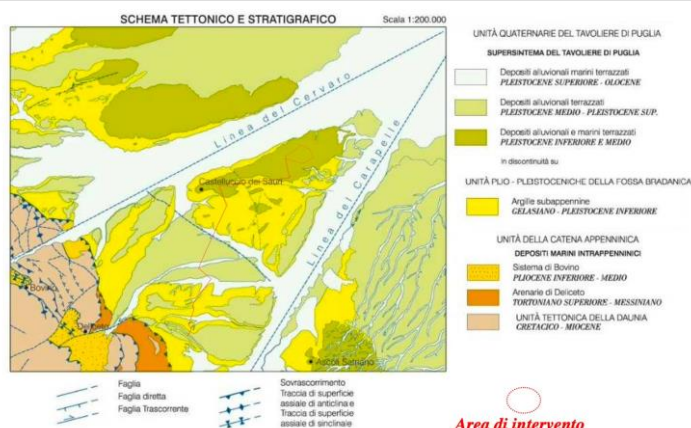 SCHEMA TETTONICO E STRATIGRAFICO
Scala 1:200.000
Linea del Cervaro
Castelluccio dei Sauri
Linea del Carapelle
Bovino
Ascoli Satriano
UNITÀ QUATERNARIE DEL TAVOLIERE DI PUGLIA
SUPERSINTEMA DEL TAVOLIERE DI PUGLIA
Depositi alluvionali marini terrazzati
PLEISTOCENE SUPERIORE - OLOCENE
Depositi alluvionali terrazzati
PLEISTOCENE MEDIO - PLEISTOCENE SUP.
Depositi alluvionali e marini terrazzati
PLEISTOCENE INFERIORE E MEDIO
in discontinuità su
UNITÀ PLIO - PLEISTOCENICHE DELLA FOSSA BRADANICA
Argille subappennine
GELASIANO - PLEISTOCENE INFERIORE
UNITÀ DELLA CATENA APPENNINICA
DEPOSITI MARINI INTRAPPENNINICI
Sistema di Bovino
PLIOCENE INFERIORE - MEDIO
Arenarie di Deliceto
TORTONIANO SUPERIORE - MESSINIANO
UNITÀ TETTONICA DELLA DAUNIA
CRETACICO - MIOCENE
Faglia
Faglia diretta
Faglia Trascorrente
Sovrascorrimento
Traccia di superficie
assiale di anticlinale
Traccia di superficie
assiale di sinclinale
Area di intervento